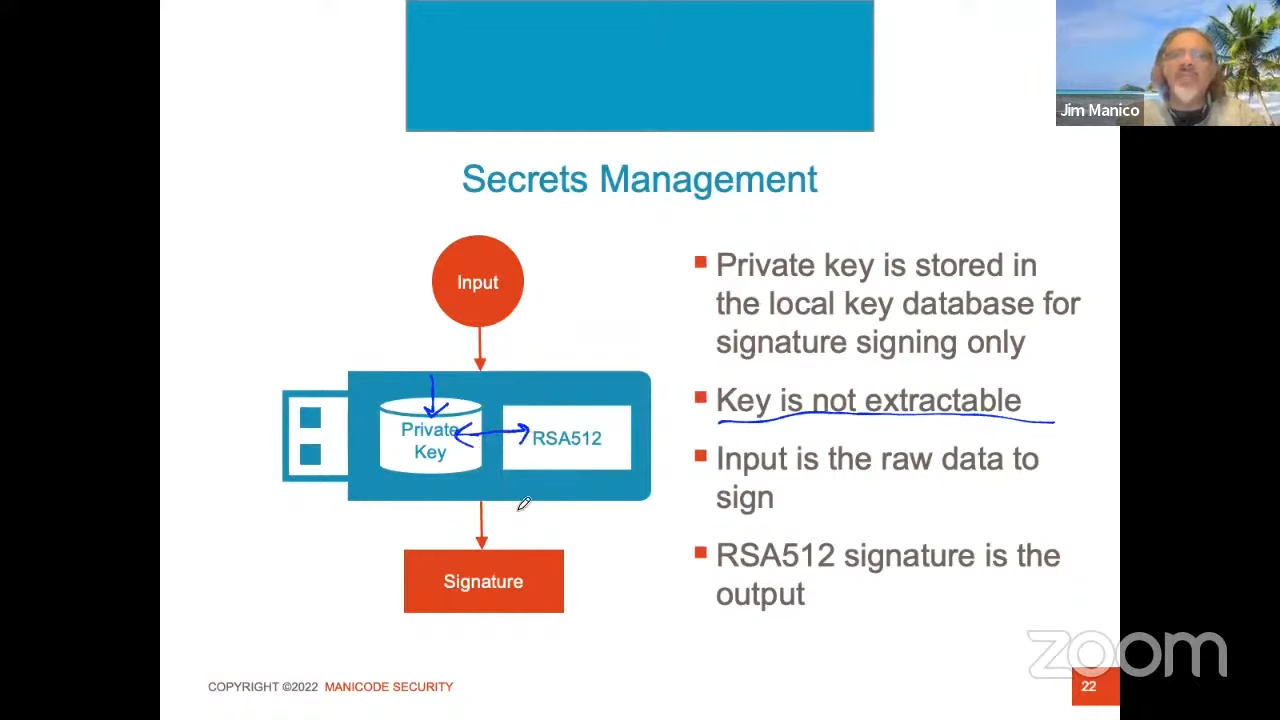 Jim Manico
Secrets Management
Input
Private
Key
RSA512
Signature
Private key is stored in
the local key database for
signature signing only
Key is not extractable
Input is the raw data to
sign
RSA512 signature is the
output
zoom
COPYRIGHT ©2022 MANICODE SECURITY
22